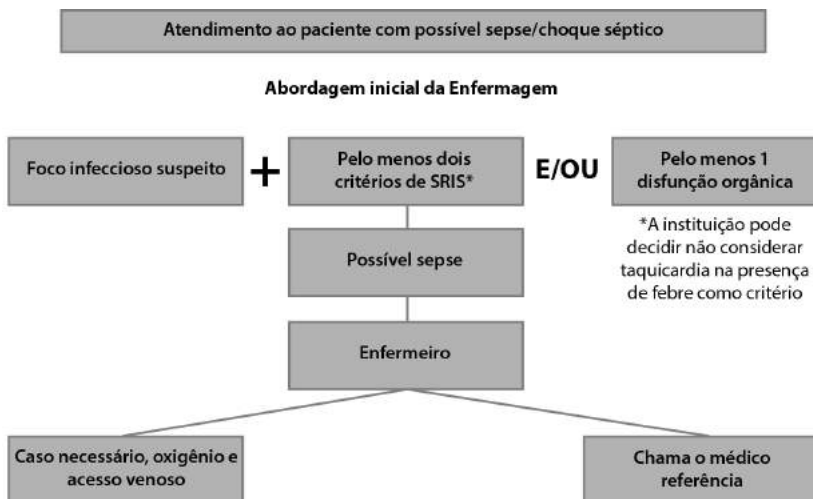 Atendimento ao paciente com possível sepse/choque séptico
Abordagem inicial da Enfermagem
Foco infeccioso suspeito
+
Pelo menos dois
critérios de SRIS*
E/OU
Pelo menos 1
disfunção orgânica
*A instituição pode
decidir não considerar
taquicardia na presença
de febre como critério
Possível sepse
Enfermeiro
Caso necessário, oxigênio e
acesso venoso
Chama o médico
referência